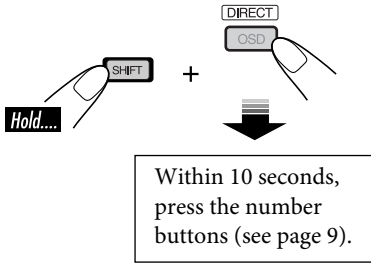 DIRECT
OSD
SHIFT
+
Hold....
Within 10 seconds,
press the number
buttons (see page 9).